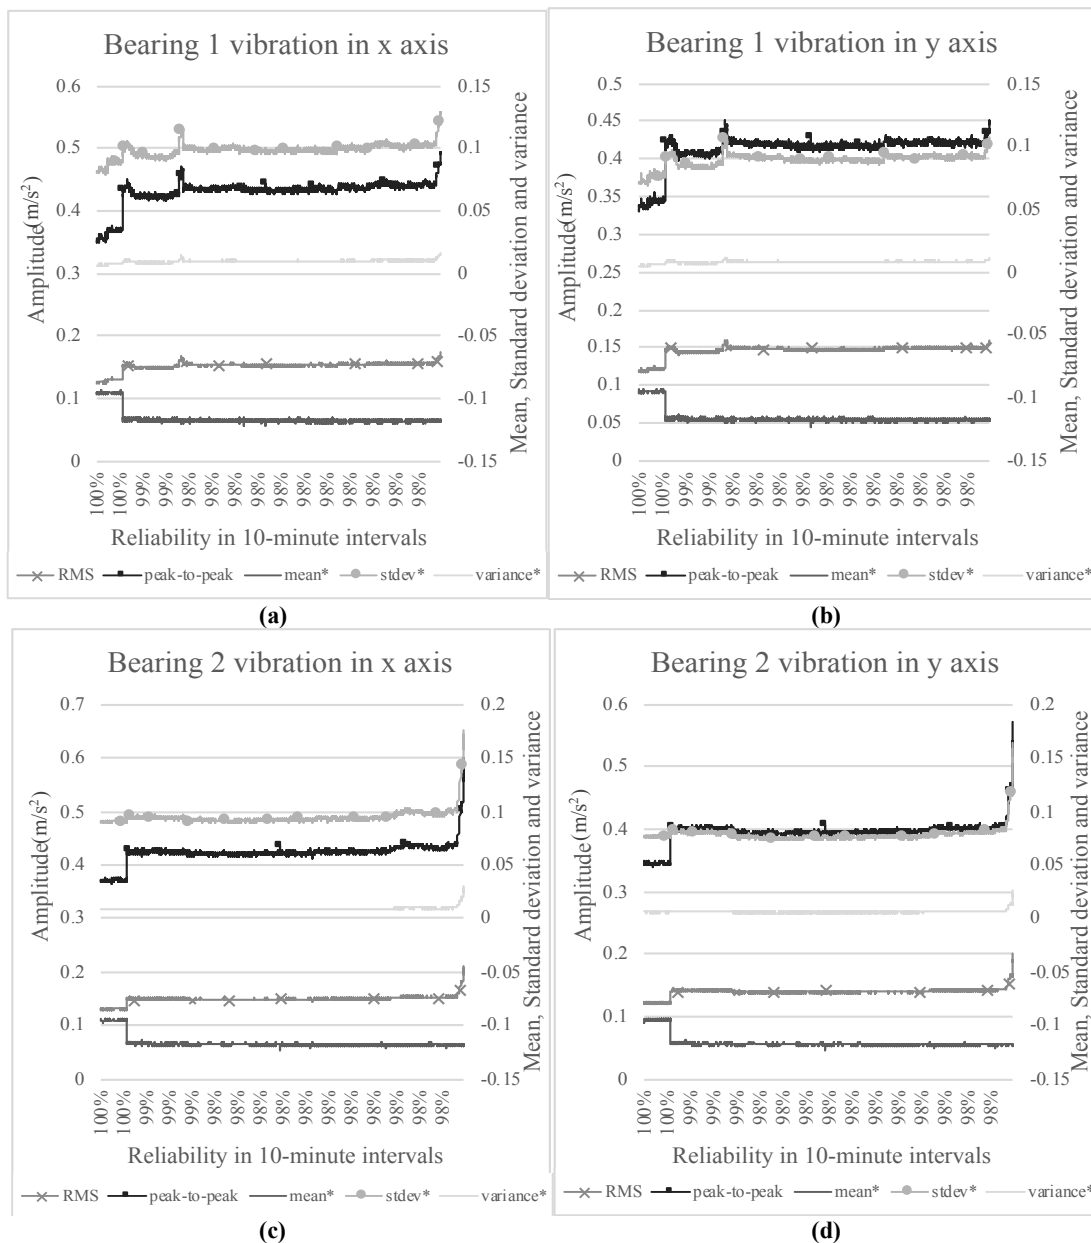 Bearing 1 vibration in x axis
0.6
0.5
0.4
0.3
0.2
0.1
0
Amplitude(m/s²)
0.15
0.1
0.05
0
-0.05
-0.1
-0.15
Mean, Standard deviation and variance
100% 100% 99% 99% 98% 98% 98% 98% 98% 98% 98% 98% 98% 98% 98%
Reliability in 10-minute intervals
RMS peak-to-peak mean* stdev* variance*
(a)
Bearing 1 vibration in y axis
0.5
0.45
0.4
0.35
0.3
0.25
0.2
0.15
0.1
0.05
0
Amplitude(m/s²)
0.15
0.1
0.05
0
-0.05
-0.1
-0.15
Mean, Standard deviation and variance
100% 100% 99% 99% 98% 98% 98% 98% 98% 98% 98% 98% 98% 98% 98%
Reliability in 10-minute intervals
RMS peak-to-peak mean* stdev* variance*
(b)
Bearing 2 vibration in x axis
0.7
0.6
0.5
0.4
0.3
0.2
0.1
0
Amplitude(m/s²)
0.2
0.15
0.1
0.05
0
-0.05
-0.1
-0.15
Mean, Standard deviation and variance
100% 100% 99% 99% 98% 98% 98% 98% 98% 98% 98% 98% 98% 98% 98%
Reliability in 10-minute intervals
RMS peak-to-peak mean* stdev* variance*
(c)
Bearing 2 vibration in y axis
0.6
0.5
0.4
0.3
0.2
0.1
0
Amplitude(m/s²)
0.2
0.15
0.1
0.05
0
-0.05
-0.1
-0.15
Mean, Standard deviation and variance
100% 100% 99% 99% 98% 98% 98% 98% 98% 98% 98% 98% 98% 98% 98%
Reliability in 10-minute intervals
RMS peak-to-peak mean* stdev* variance*
(d)